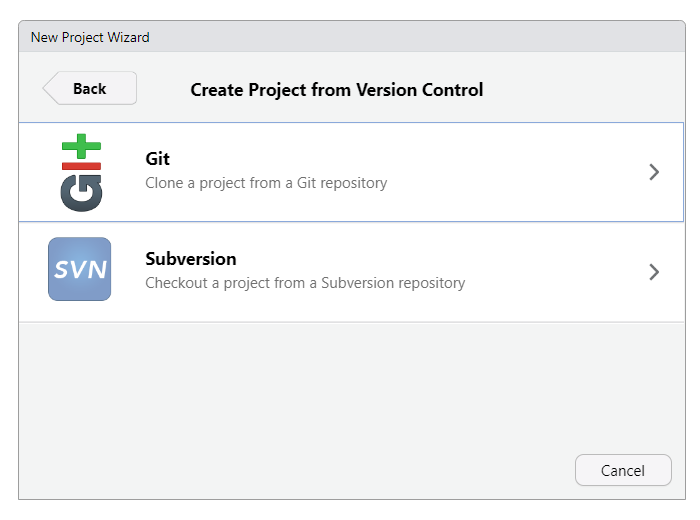 New Project Wizard
Back
Create Project from Version Control
Git
Clone a project from a Git repository
SVN
Subversion
Checkout a project from a Subversion repository
Cancel